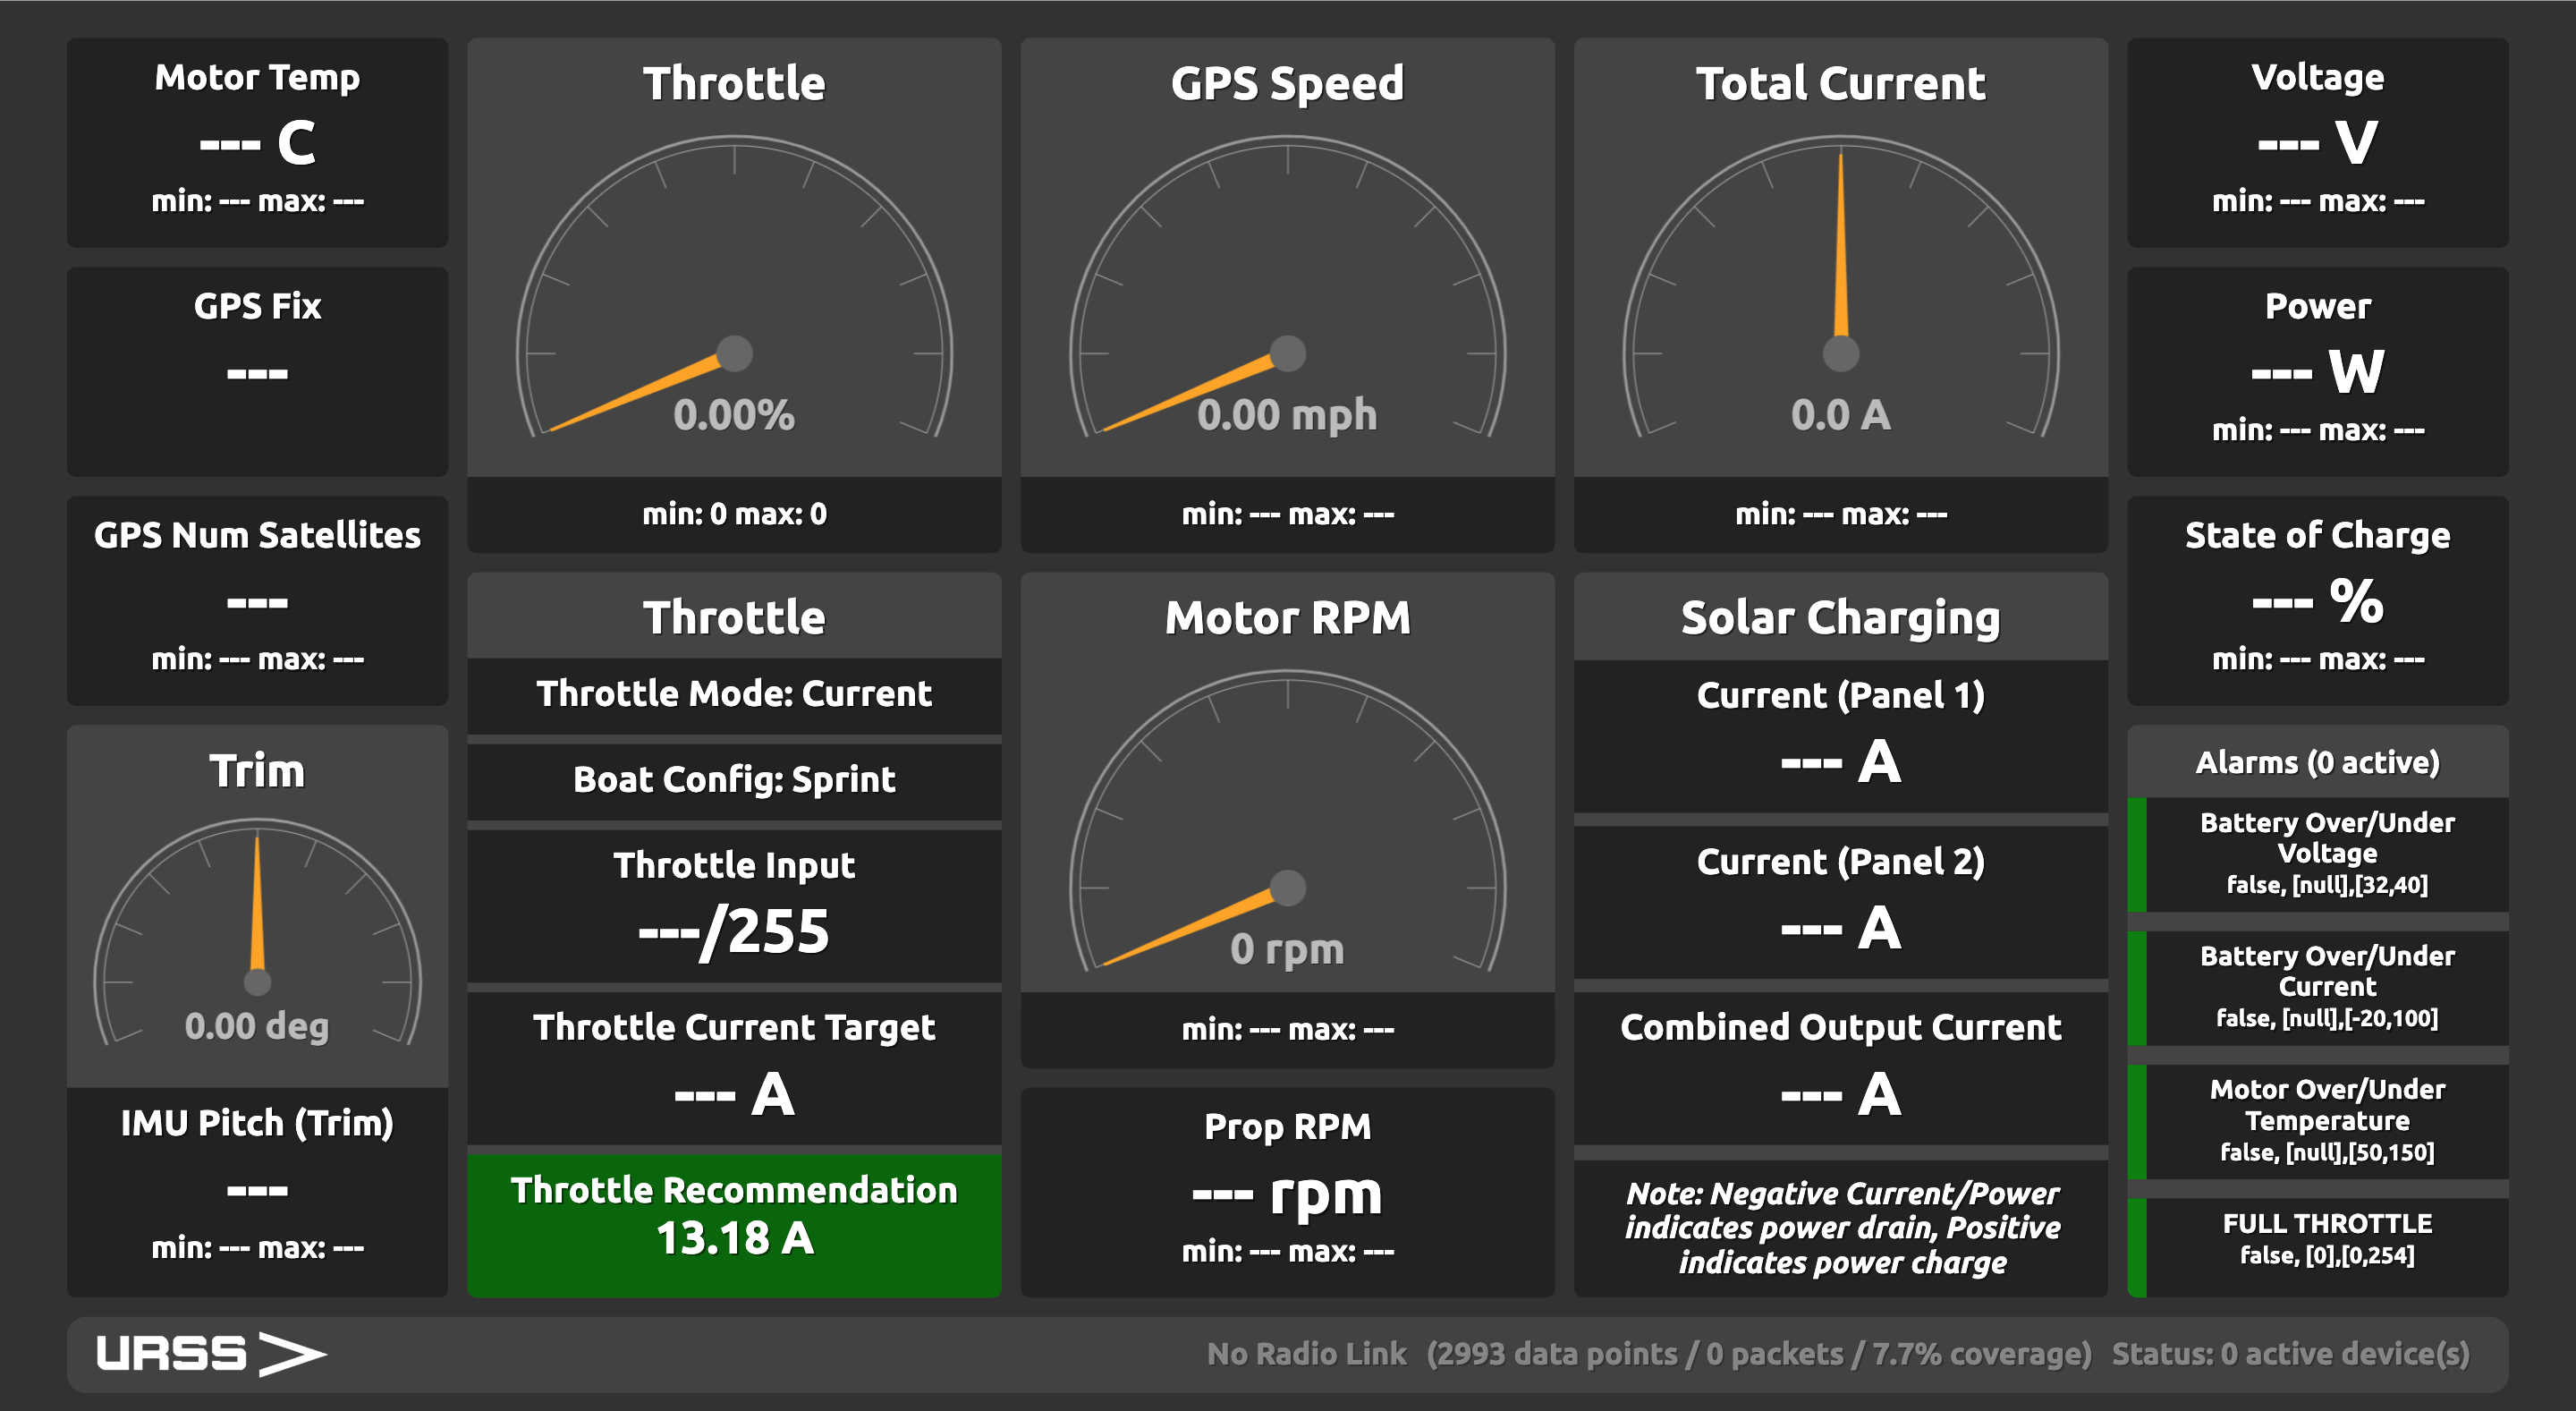 Motor Temp
--- C
min: --- max: ---
GPS Fix
---
GPS Num Satellites
---
min: --- max: ---
Trim
0.00 deg
IMU Pitch (Trim)
---
min: --- max: ---
Throttle
0.00%
min: 0 max: 0
Throttle
Throttle Mode: Current
Boat Config: Sprint
Throttle Input
---/255
Throttle Current Target
--- A
Throttle Recommendation
13.18 A
GPS Speed
0.00 mph
min: --- max: ---
Motor RPM
0 rpm
min: --- max: ---
Prop RPM
--- rpm
min: --- max: ---
Total Current
0.0 A
min: --- max: ---
Solar Charging
Current (Panel 1)
--- A
Current (Panel 2)
--- A
Combined Output Current
--- A
Note: Negative Current/Power
indicates power drain, Positive
indicates power charge
Voltage
--- V
min: --- max: ---
Power
--- W
min: --- max: ---
State of Charge
--- %
min: --- max: ---
Alarms (0 active)
Battery Over/Under
Voltage
false, [null],[32,40]
Battery Over/Under
Current
false, [null],[-20,100]
Motor Over/Under
Temperature
false, [null],[50,150]
FULL THROTTLE
false, [0],[0,254]
URSS
No Radio Link (2993 data points / 0 packets / 7.7% coverage) Status: 0 active device(s)